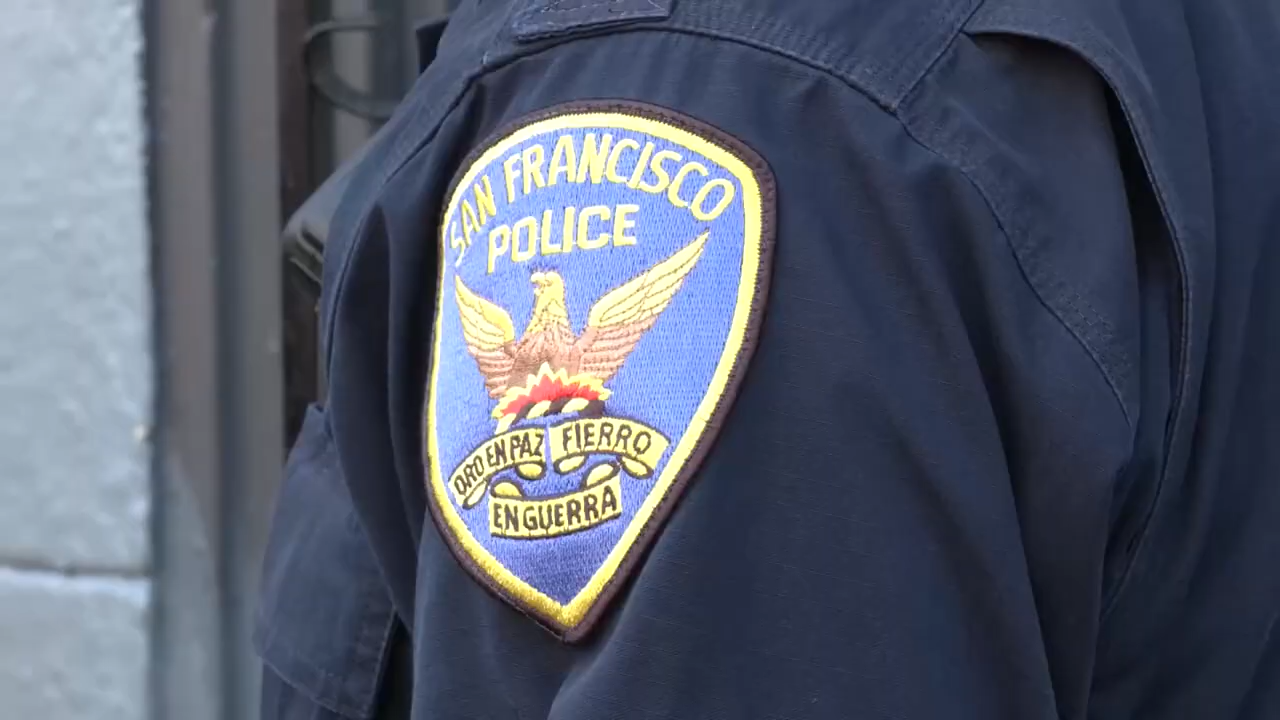 SAN FRANCISCO
POLICE
ORO EN PAZ FIERRO
EN GUERRA